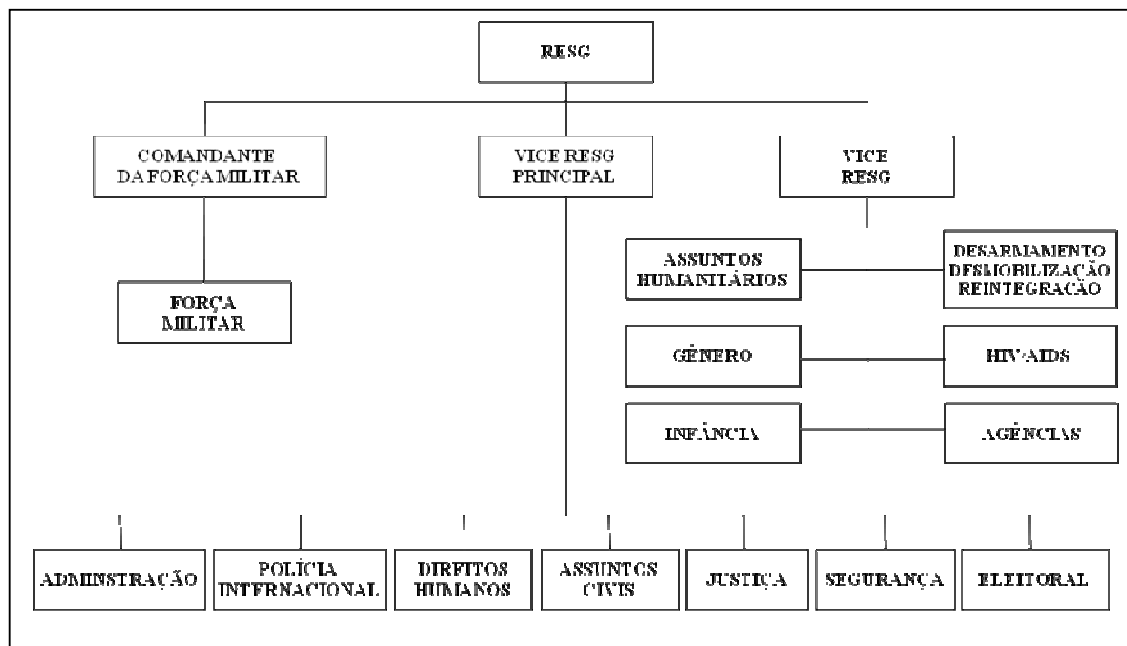 RESG
COMANDANTE
DA FORÇA MILITAR
VICE RESG
PRINCIPAL
VICE
RESG
FORÇA
MILITAR
ASSUNTOS
HUMANITÁRIOS
DESARMAMENTO
DESMOBILIZAÇÃO
REINTEGRAÇÃO
GÊNERO
HIV/AIDS
INFÂNCIA
AGÊNCIAS
ADMINSTRAÇÃO
POLÍCIA
INTERNACIONAL
DIREITOS
HUMANOS
ASSUNTOS
CIVIS
JUSTIÇA
SEGURANÇA
ELEITORAL